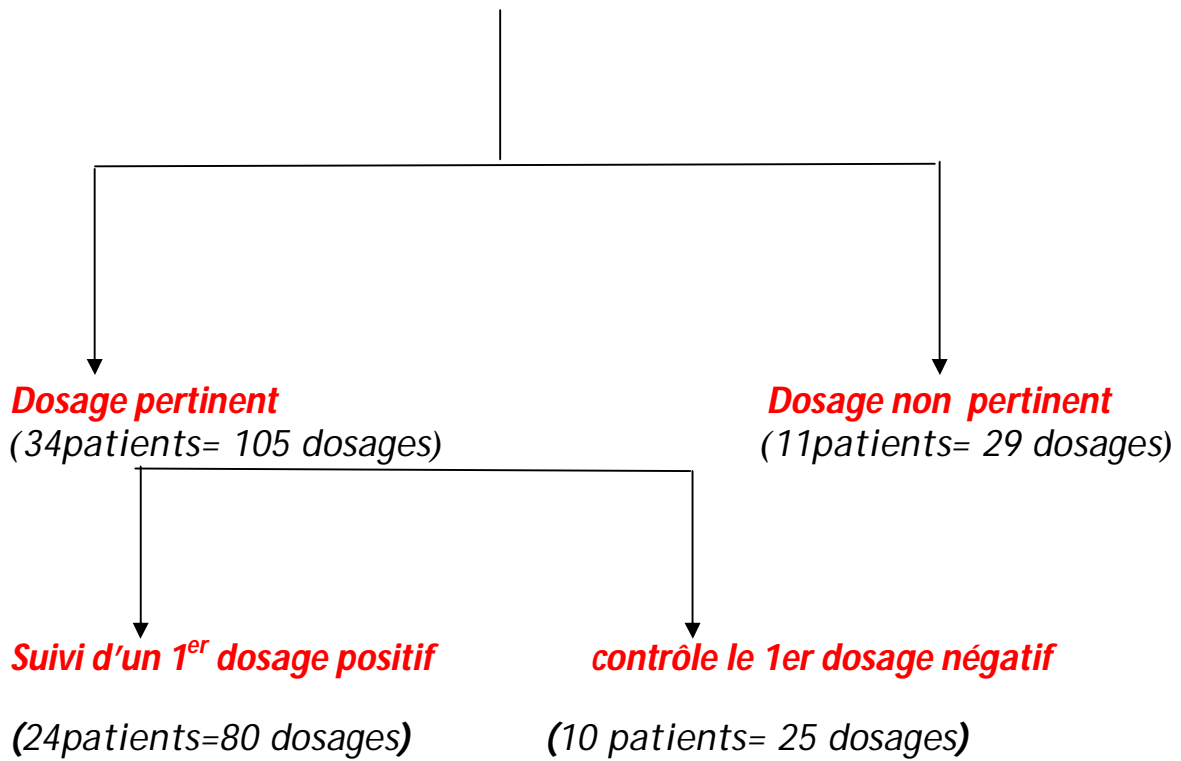 Dosage pertinent Dosage non pertinent
(34patients= 105 dosages) (11patients= 29 dosages)
Suivi d’un 1er dosage positif contrôle le 1er dosage négatif
(24patients=80 dosages) (10 patients= 25 dosages)